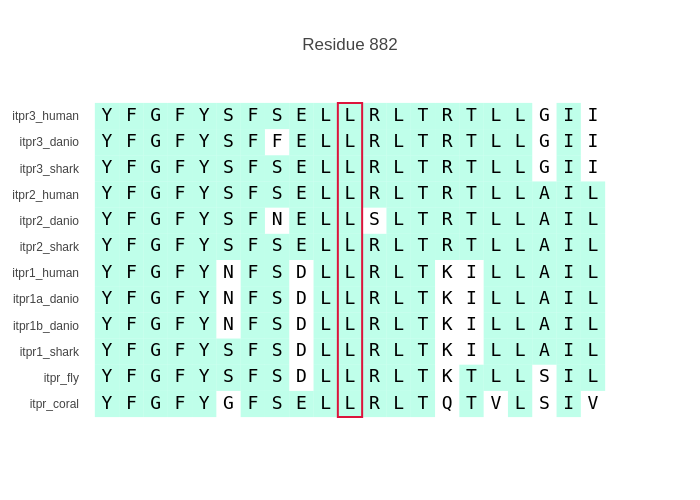 Residue 882
itpr3_human Y F G F Y S F S E L L R L T R T L L G I I
itpr3_danio Y F G F Y S F F E L L R L T R T L L G I I
itpr3_shark Y F G F Y S F S E L L R L T R T L L G I I
itpr2_human Y F G F Y S F S E L L R L T R T L L A I L
itpr2_danio Y F G F Y S F N E L L S L T R T L L A I L
itpr2_shark Y F G F Y S F S E L L R L T R T L L A I L
itpr1_human Y F G F Y N F S D L L R L T K I L L A I L
itpr1a_danio Y F G F Y N F S D L L R L T K I L L A I L
itpr1b_danio Y F G F Y N F S D L L R L T K I L L A I L
itpr1_shark Y F G F Y S F S D L L R L T K I L L A I L
itpr_fly Y F G F Y S F S D L L R L T K T L L S I L
itpr_coral Y F G F Y G F S E L L R L T Q T V L S I V